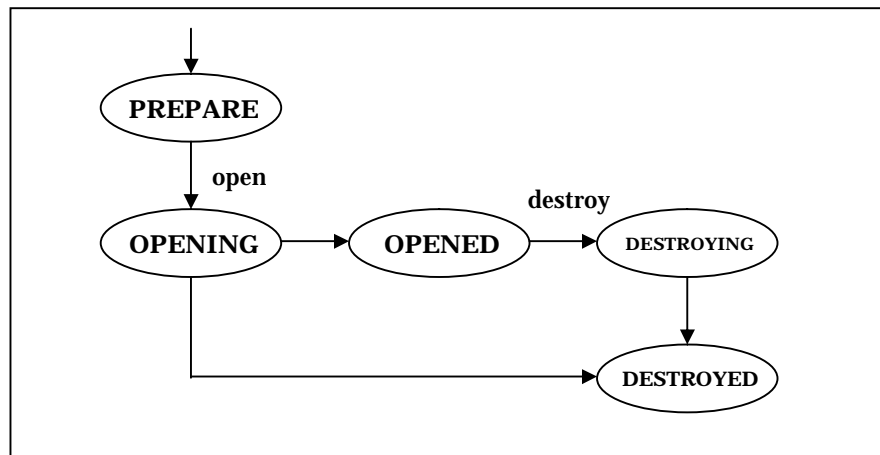 PREPARE
open
destroy
OPENING
OPENED
DESTROYING
DESTROYED